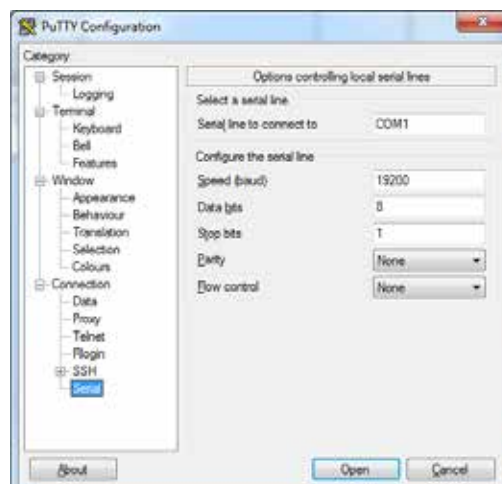 PuTTY Configuration
Category:
Session
Logging
Terminal
Keyboard
Bell
Features
Window
Appearance
Behaviour
Translation
Selection
Colours
Connection
Data
Proxy
Telnet
Rlogin
SSH
Serial
Options controlling local serial lines
Select a serial line
Serial line to connect to
COM1
Configure the serial line
Speed (baud)
19200
Data bits
8
Stop bits
1
Parity
None
Flow control
None
About
Open
Cancel